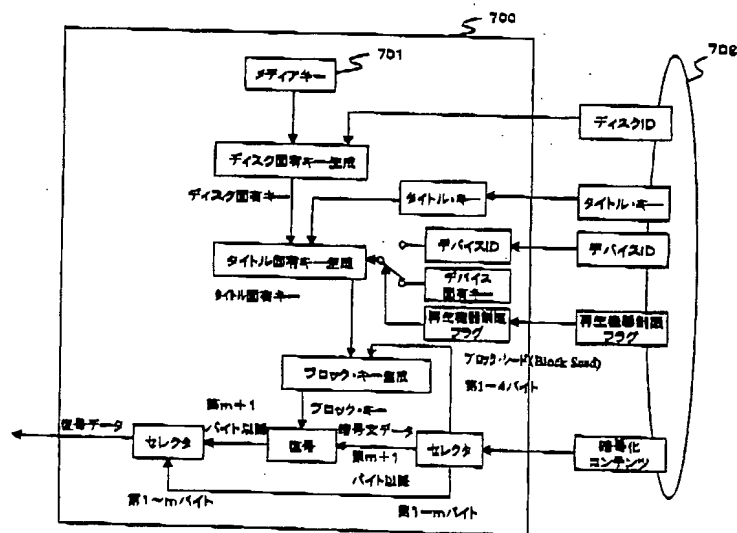 700
701
702
メディアキー
ディスクID
ディスク固有キー生成
ディスク固有キー
タイトル・キー
タイトル・キー
デバイスID
デバイスID
タイトル固有キー生成
タイトル固有キー
デバイス
固有キー
再生機器制限
フラグ
再生機器制限
フラグ
ブロック・シード(Block Seed)
第1−4バイト
ブロック・キー生成
ブロック・キー
復号データ
セレクタ
第m+1
バイト以降
復号
暗号文データ
第m+1
バイト以降
セレクタ
暗号化
コンテンツ
第1〜mバイト
第1−mバイト